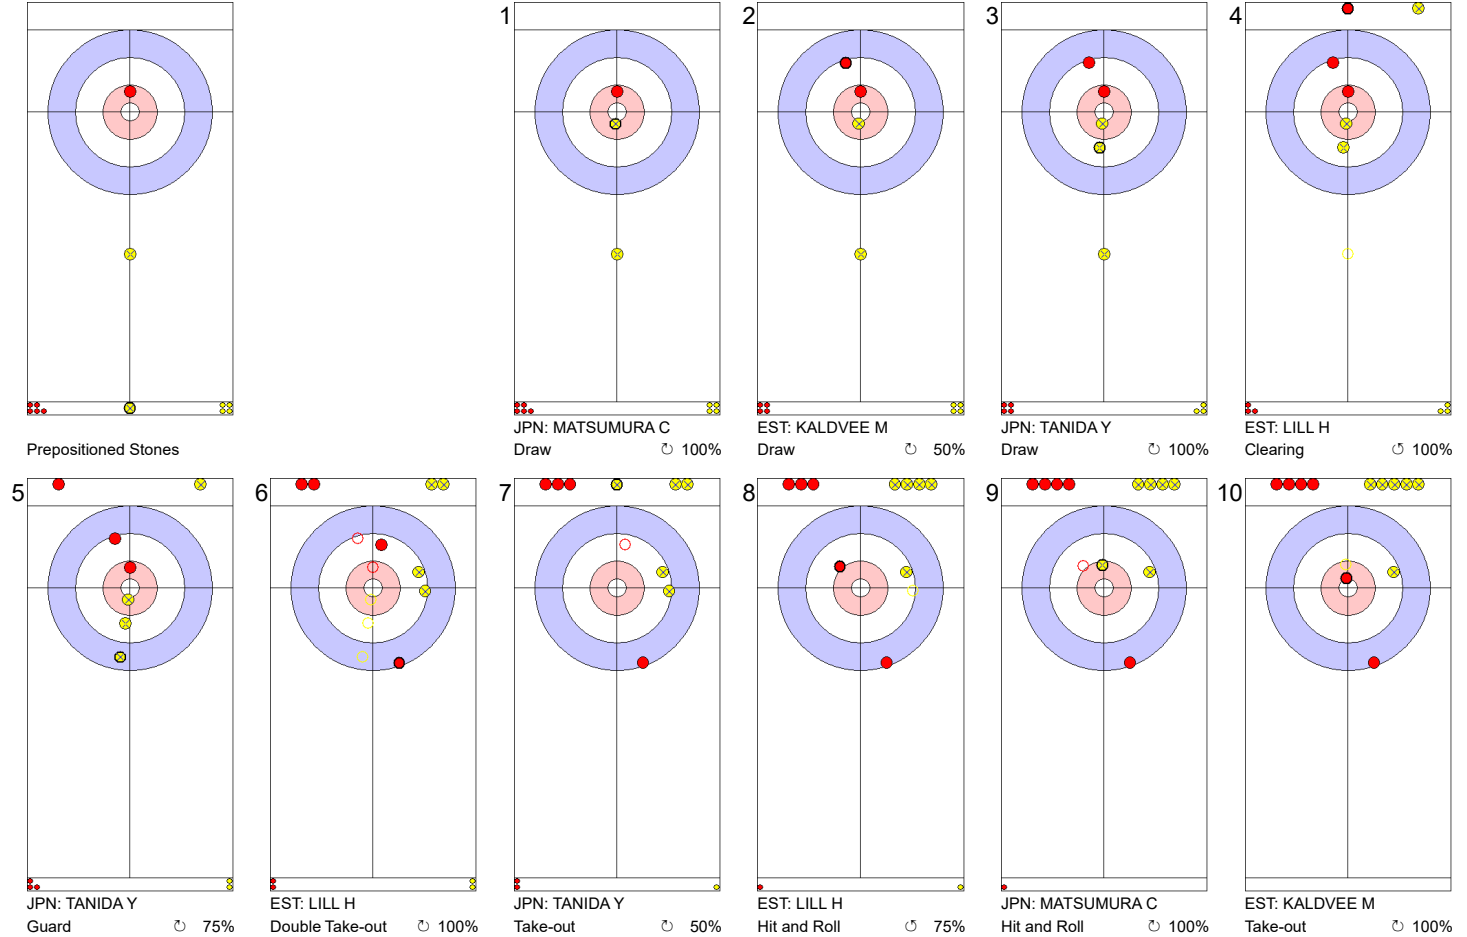 1
2
3
4
Prepositioned Stones
JPN: MATSUMURA C
Draw ↻ 100%
EST: KALDVEE M
Draw ↻ 50%
JPN: TANIDA Y
Draw ↻ 100%
EST: LILL H
Clearing ↺ 100%
5
6
7
8
9
10
JPN: TANIDA Y
Guard ↻ 75%
EST: LILL H
Double Take-out ↻ 100%
JPN: TANIDA Y
Take-out ↻ 50%
EST: LILL H
Hit and Roll ↺ 75%
JPN: MATSUMURA C
Hit and Roll ↻ 100%
EST: KALDVEE M
Take-out ↻ 100%